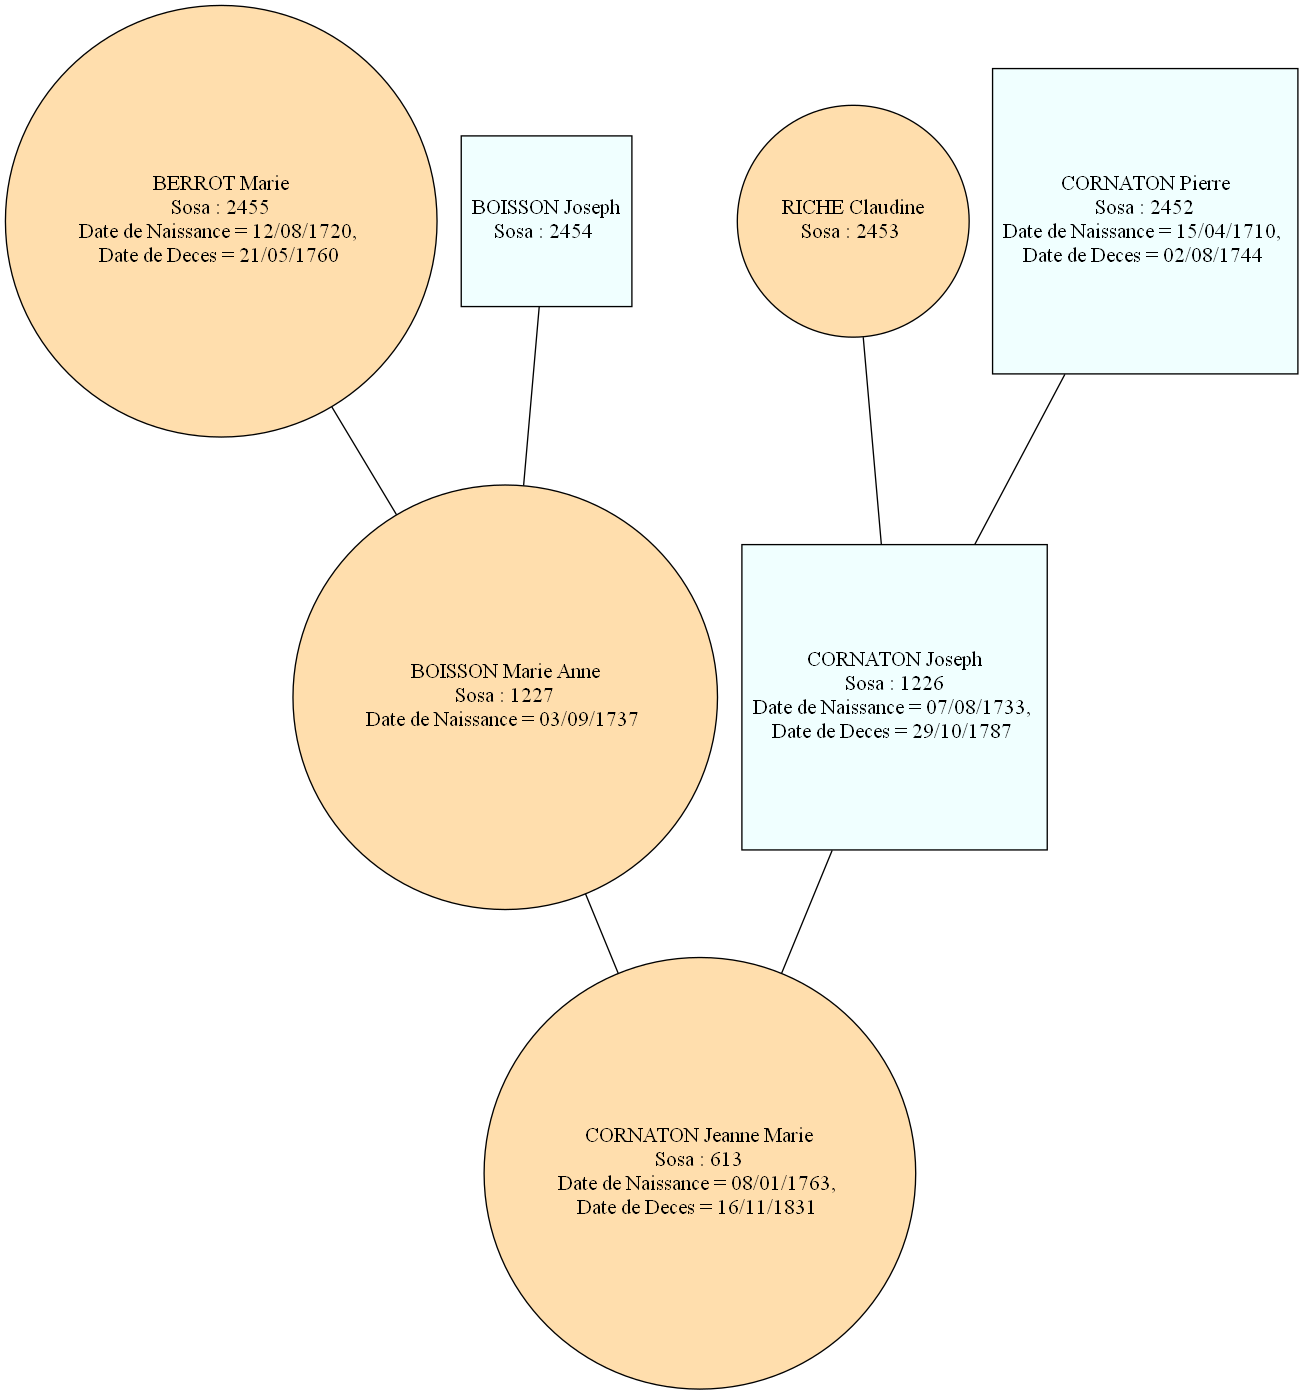 BERROT Marie
Sosa : 2455
Date de Naissance = 12/08/1720,
Date de Deces = 21/05/1760
BOISSON Joseph
Sosa : 2454
RICHE Claudine
Sosa : 2453
CORNATON Pierre
Sosa : 2452
Date de Naissance = 15/04/1710,
Date de Deces = 02/08/1744
BOISSON Marie Anne
Sosa : 1227
Date de Naissance = 03/09/1737
CORNATON Joseph
Sosa : 1226
Date de Naissance = 07/08/1733,
Date de Deces = 29/10/1787
CORNATON Jeanne Marie
Sosa : 613
Date de Naissance = 08/01/1763,
Date de Deces = 16/11/1831